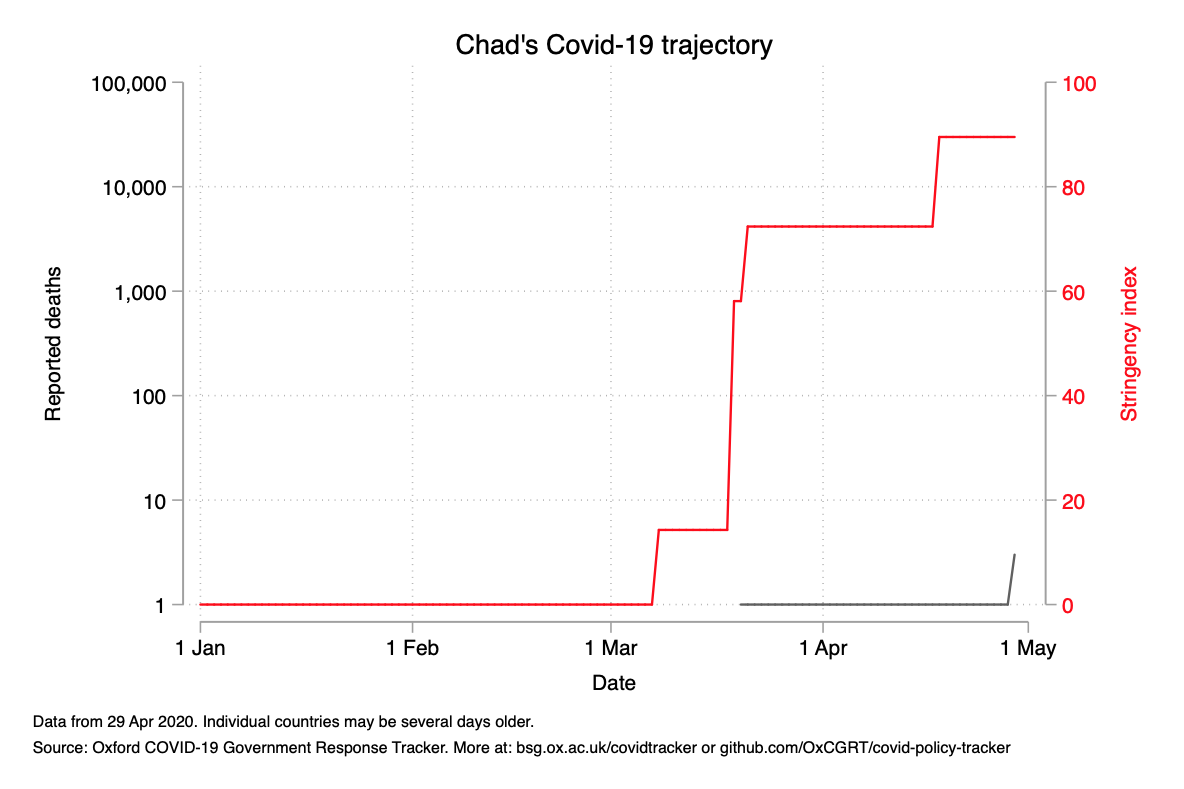 Chad's Covid-19 trajectory
100,000
10,000
1,000
100
10
1
Reported deaths
100
80
60
40
20
0
Stringency index
1 Jan
1 Feb
1 Mar
1 Apr
1 May
Date
Data from 29 Apr 2020. Individual countries may be several days older.
Source: Oxford COVID-19 Government Response Tracker. More at: bsg.ox.ac.uk/covidtracker or github.com/OxCGRT/covid-policy-tracker